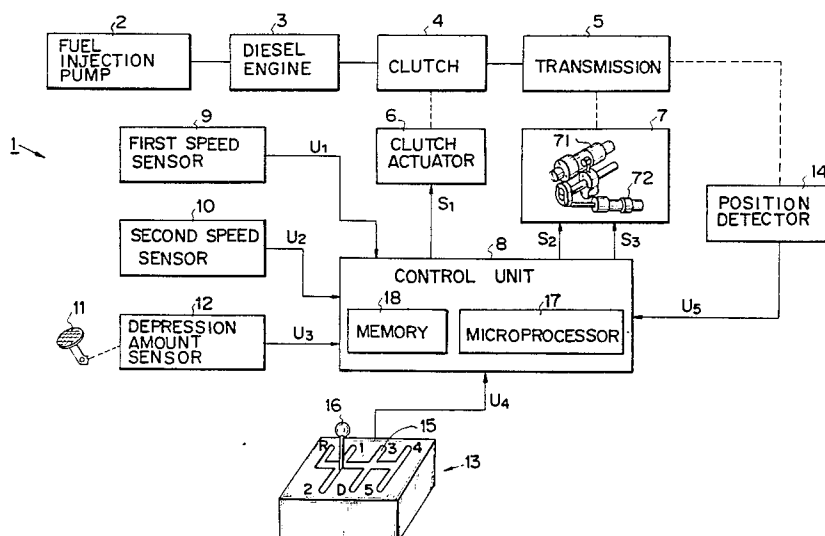 2
3
4
5
FUEL
INJECTION
PUMP
DIESEL
ENGINE
CLUTCH
TRANSMISSION
1
9
FIRST SPEED
SENSOR
U1
6
CLUTCH
ACTUATOR
S1
7
71
72
14
POSITION
DETECTOR
10
SECOND SPEED
SENSOR
U2
S2
S3
8
CONTROL UNIT
18
MEMORY
17
MICROPROCESSOR
U5
11
12
DEPRESSION
AMOUNT
SENSOR
U3
U4
16
15
13
R 1 3 4
2 D 5